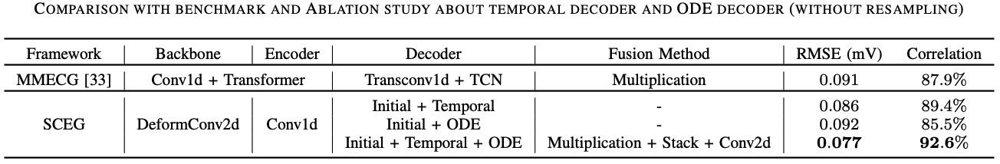 COMPARISON WITH BENCHMARK AND ABLATION STUDY ABOUT TEMPORAL DECODER AND ODE DECODER (WITHOUT RESAMPLING)
Framework Backbone Encoder Decoder Fusion Method RMSE (mV) Correlation
MMECG [33] Conv1d + Transformer Transconv1d + TCN Multiplication 0.091 87.9%
Initial + Temporal - 0.086 89.4%
SCEG DeformConv2d Conv1d Initial + ODE - 0.092 85.5%
Initial + Temporal + ODE Multiplication + Stack + Conv2d 0.077 92.6%